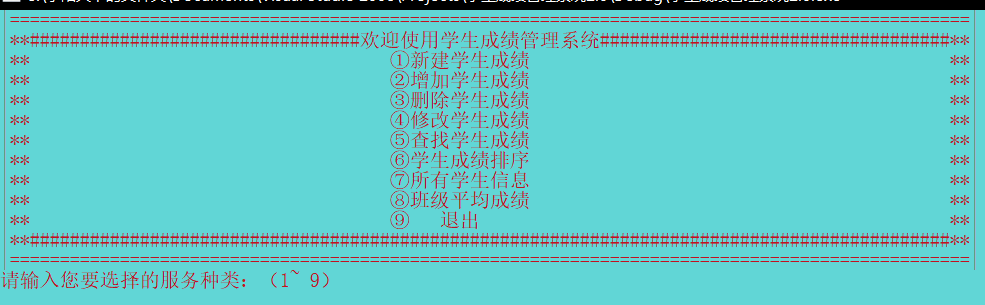 ================================================================================================
**#################################欢迎使用学生成绩管理系统###################################**
** ①新建学生成绩 **
** ②增加学生成绩 **
** ③删除学生成绩 **
** ④修改学生成绩 **
** ⑤查找学生成绩 **
** ⑥学生成绩排序 **
** ⑦所有学生信息 **
** ⑧班级平均成绩 **
** ⑨ 退出 **
**############################################################################################**
================================================================================================
请输入您要选择的服务种类：（1~ 9）